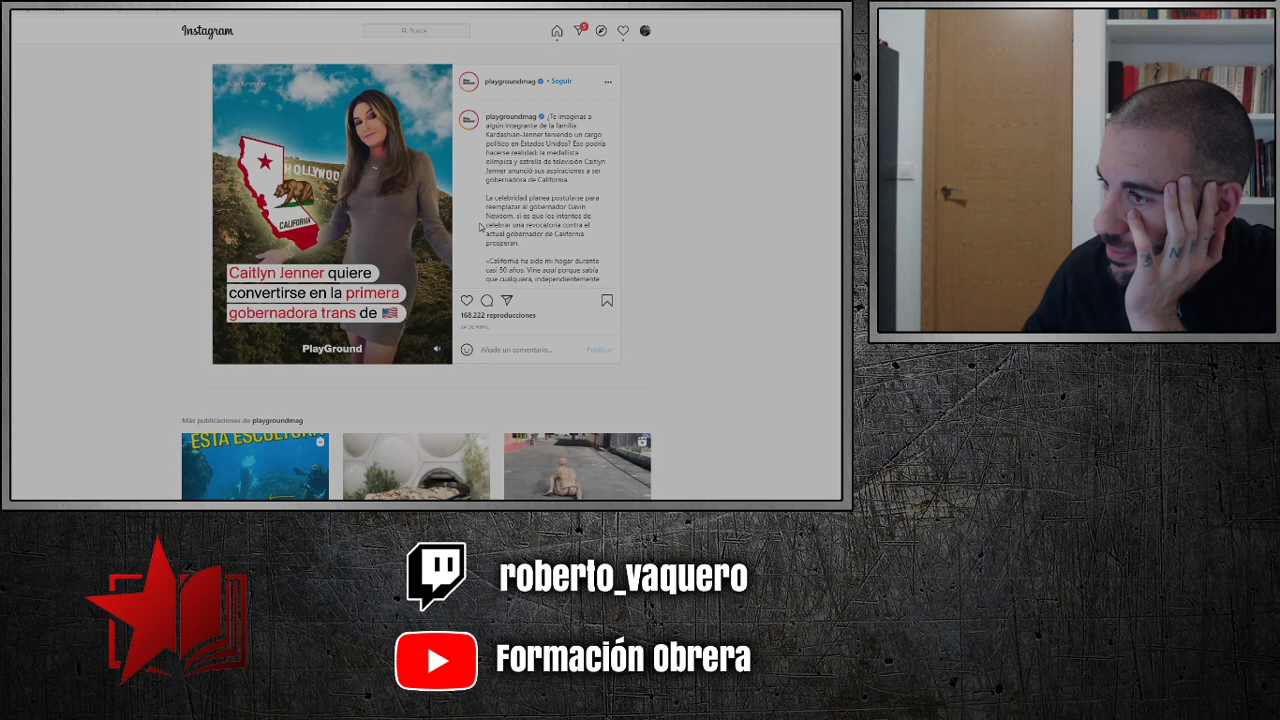 Instagram
Busca
5
playgroundmag • Seguir
playgroundmag ¿Te imaginas a
algún integrante de la familia
Kardashian-Jenner teniendo un cargo
político en Estados Unidos? Eso podría
hacerse realidad: la medallista
olímpica y estrella de televisión Caitlyn
Jenner anunció sus aspiraciones a ser
gobernadora de California.
La celebridad planea postularse para
reemplazar al gobernador Gavin
Newsom, si es que los intentos de
celebrar una revocatoria contra el
actual gobernador de California
prosperan.
«California ha sido mi hogar durante
casi 50 años. Vine aquí porque sabía
que cualquiera, independientemente
HOLLYWOOD
CALIFORNIA
Caitlyn Jenner quiere
convertirse en la primera
gobernadora trans de
PlayGround
168.222 reproducciones
24 DE ABRIL
Añade un comentario...
Publicar
Más publicaciones de playgroundmag
ESTA ESCULTURA
roberto_vaquero
Formación Obrera